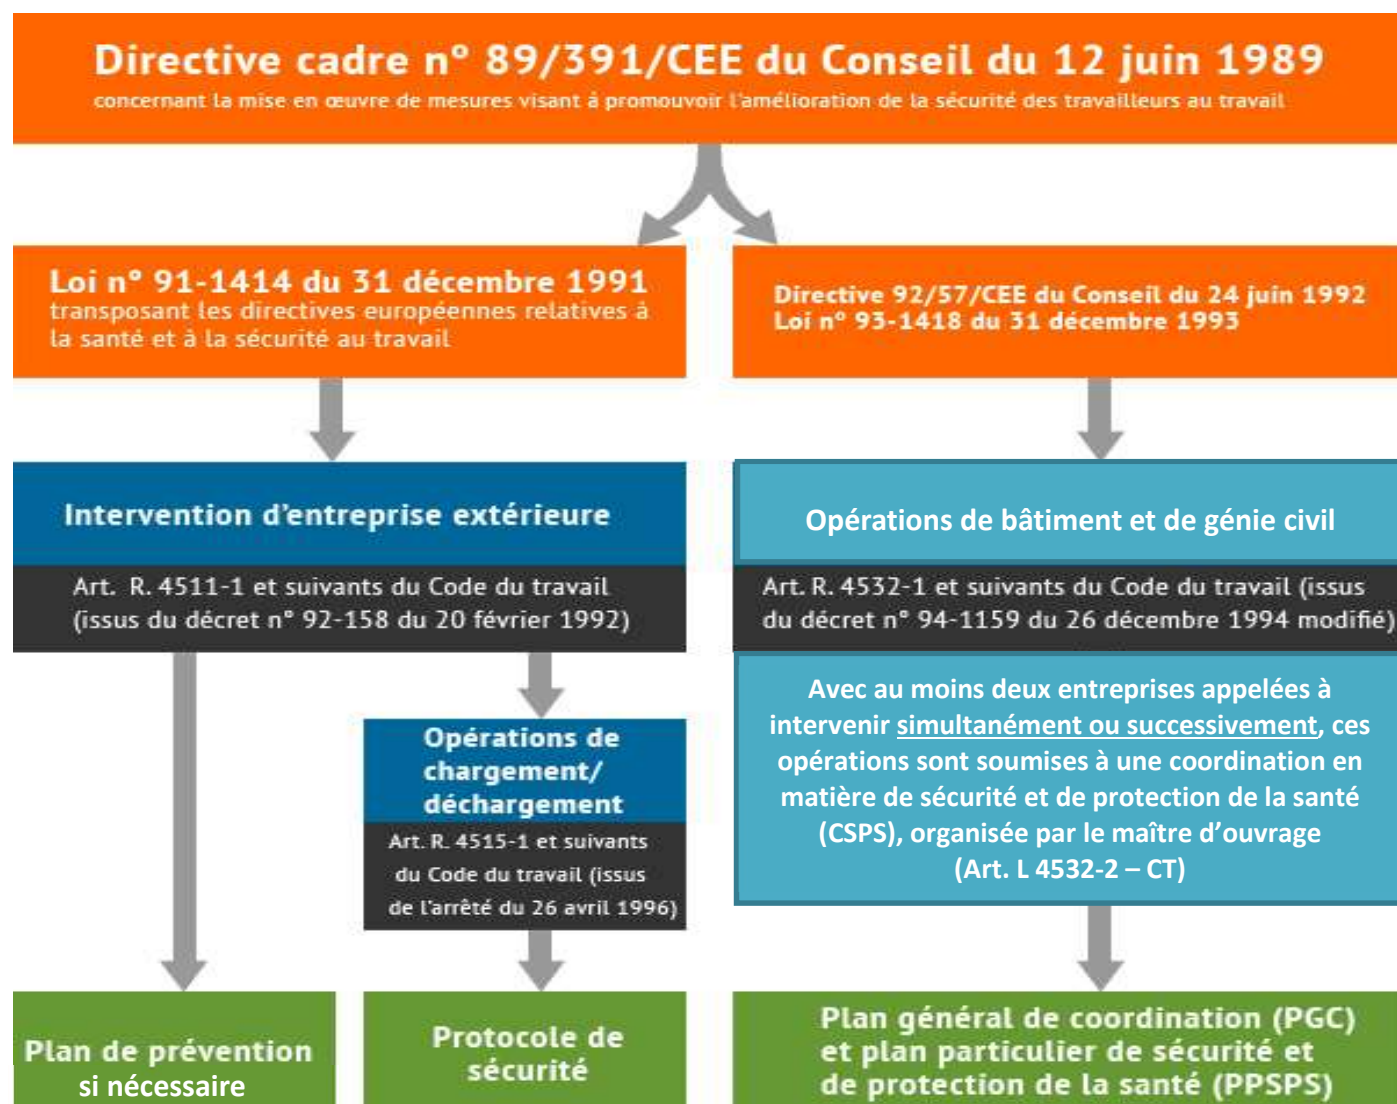 Directive cadre n° 89/391/CEE du Conseil du 12 juin 1989
concernant la mise en œuvre de mesures visant à promouvoir l'amélioration de la sécurité des travailleurs au travail
Loi n° 91-1414 du 31 décembre 1991
transposant les directives européennes relatives à
la santé et à la sécurité au travail
Directive 92/57/CEE du Conseil du 24 juin 1992
Loi n° 93-1418 du 31 décembre 1993
Intervention d'entreprise extérieure
Art. R. 4511-1 et suivants du Code du travail
(issus du décret n° 92-158 du 20 février 1992)
Opérations de bâtiment et de génie civil
Art. R. 4532-1 et suivants du Code du travail (issus
du décret n° 94-1159 du 26 décembre 1994 modifié)
Opérations de
chargement/
déchargement
Art. R. 4515-1 et suivants
du Code du travail (issus
de l'arrêté du 26 avril 1996)
Avec au moins deux entreprises appelées à
intervenir simultanément ou successivement, ces
opérations sont soumises à une coordination en
matière de sécurité et de protection de la santé
(CSPS), organisée par le maître d’ouvrage
(Art. L 4532-2 – CT)
Plan de prévention
si nécessaire
Protocole de
sécurité
Plan général de coordination (PGC)
et plan particulier de sécurité et
de protection de la santé (PPSPS)